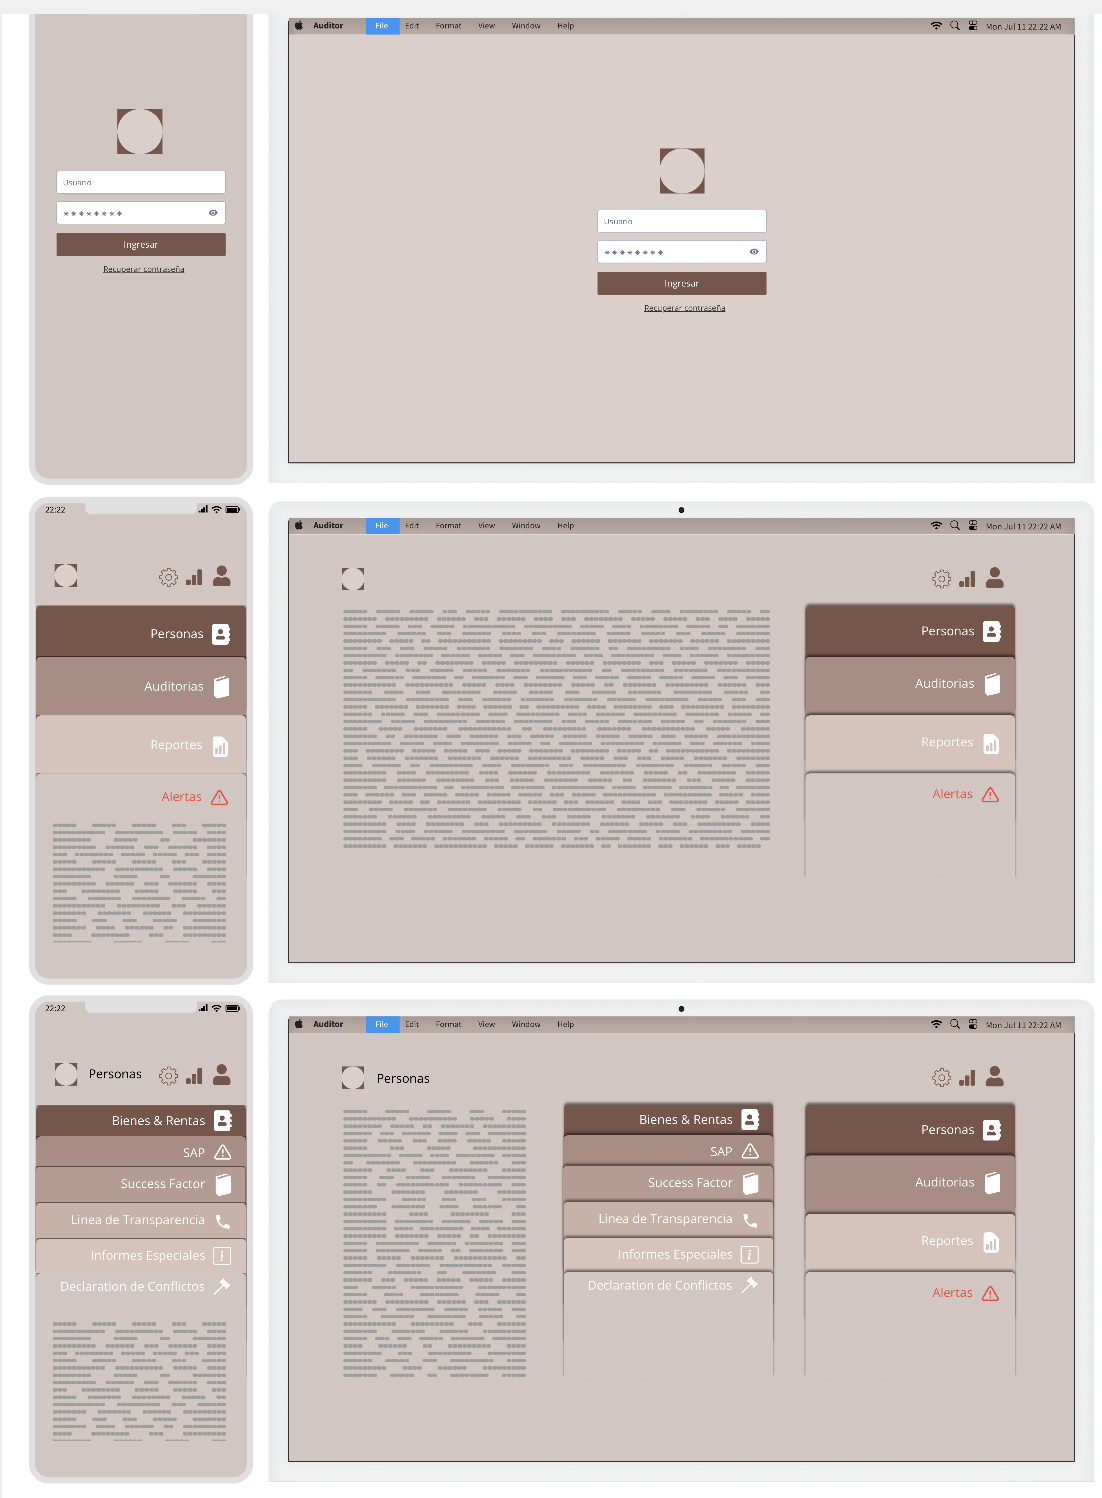 Usuario
********
Ingresar
Recuperar contraseña
Auditor File Edit Format View Window Help Mon Jul 11 22:22 AM
Usuario
********
Ingresar
Recuperar contraseña
22:22
Personas
Auditorias
Reportes
Alertas
Auditor File Edit Format View Window Help Mon Jul 11 22:22 AM
Personas
Auditorias
Reportes
Alertas
22:22
Personas
Bienes & Rentas
SAP
Success Factor
Linea de Transparencia
Informes Especiales
Declaration de Conflictos
Auditor File Edit Format View Window Help Mon Jul 11 22:22 AM
Personas
Bienes & Rentas
SAP
Success Factor
Linea de Transparencia
Informes Especiales
Declaration de Conflictos
Personas
Auditorias
Reportes
Alertas